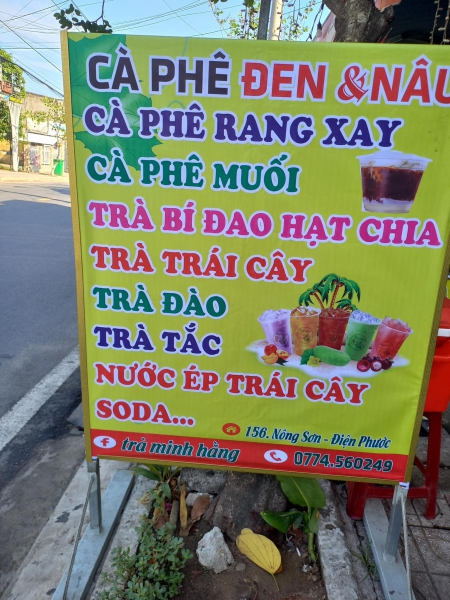 CÀ PHÊ ĐEN & NÂU
CÀ PHÊ RANG XAY
CÀ PHÊ MUỐI
TRÀ BÍ ĐAO HẠT CHIA
TRÀ TRÁI CÂY
TRÀ ĐÀO
TRÀ TẮC
NƯỚC ÉP TRÁI CÂY
SODA...
156. Nông Sơn - Điện Phước
f trà minh hằng
0774.560249